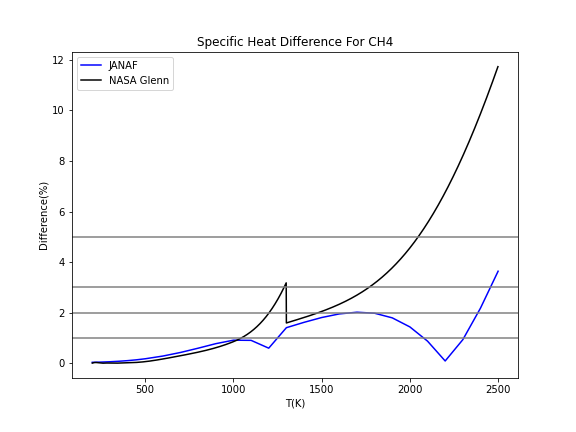 Specific Heat Difference For CH4
JANAF
NASA Glenn
Difference(%)
12
10
8
6
4
2
0
500
1000
1500
2000
2500
T(K)